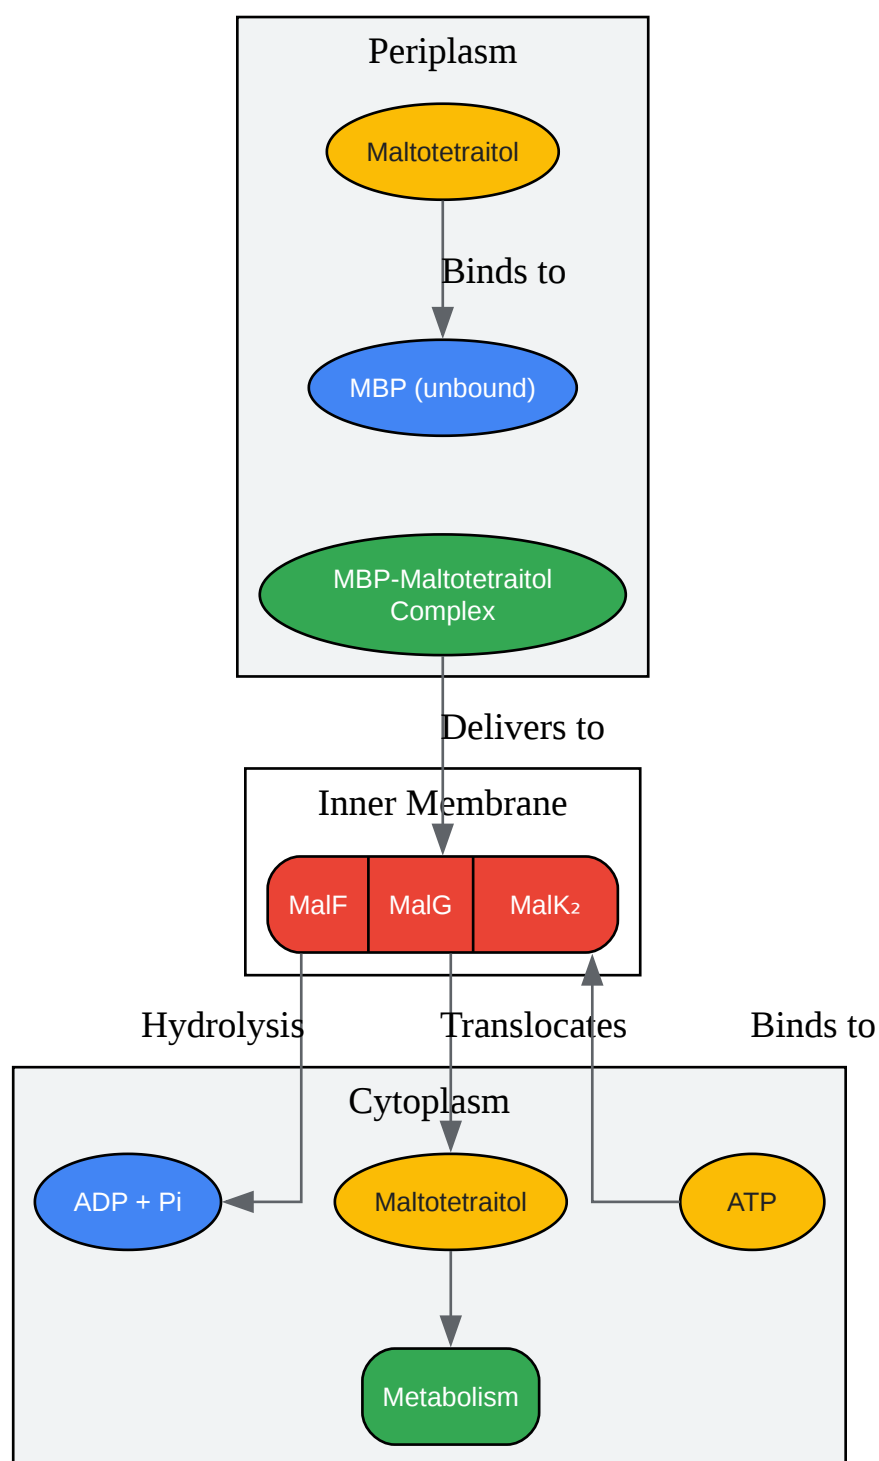 Periplasm
Maltotetraitol
Binds to
MBP (unbound)
MBP-Maltotetraitol
Complex
Delivers to
Inner Membrane
MalF MalG MalK₂
Hydrolysis Translocates Binds to
Cytoplasm
ADP + Pi Maltotetraitol ATP
Metabolism